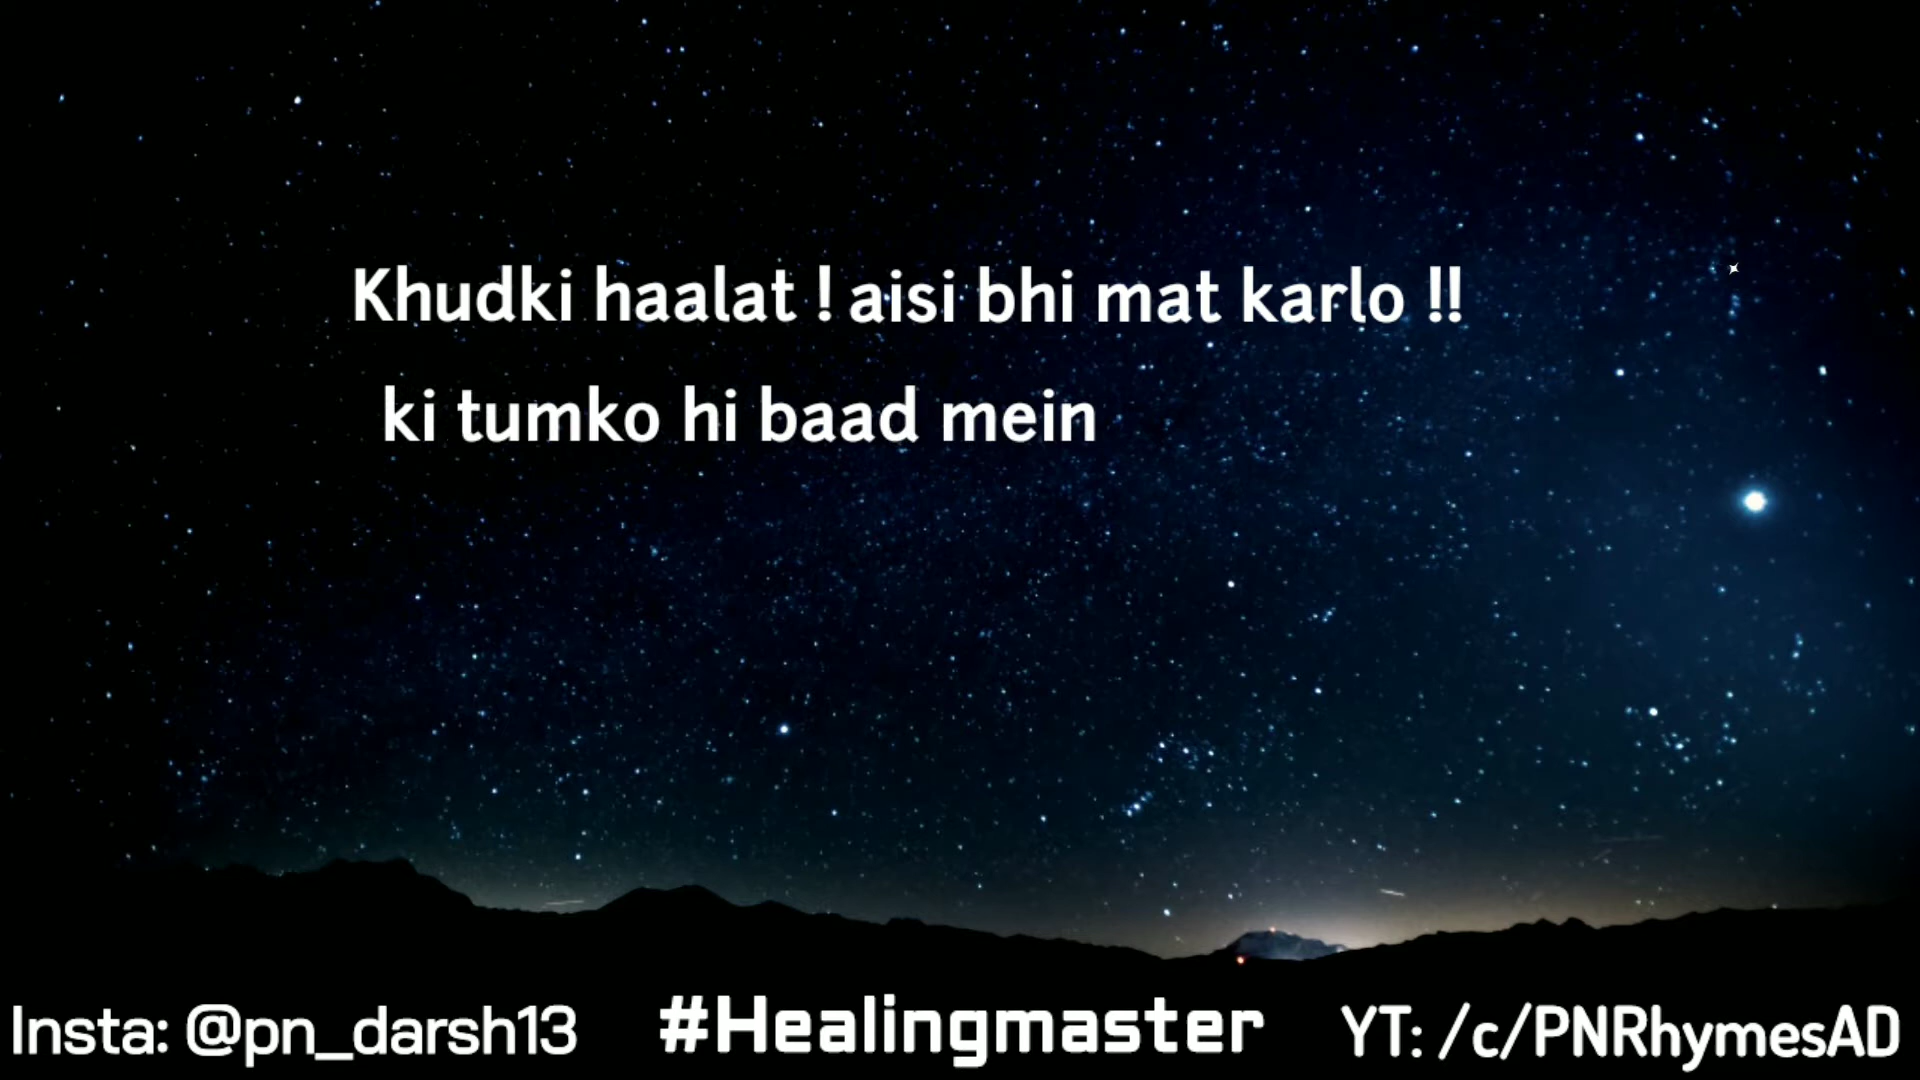 Khudki haalat ! aisi bhi mat karlo !!
ki tumko hi baad mein
Insta: @pn_darsh13 #Healingmaster YT: /c/PNRhymesAD